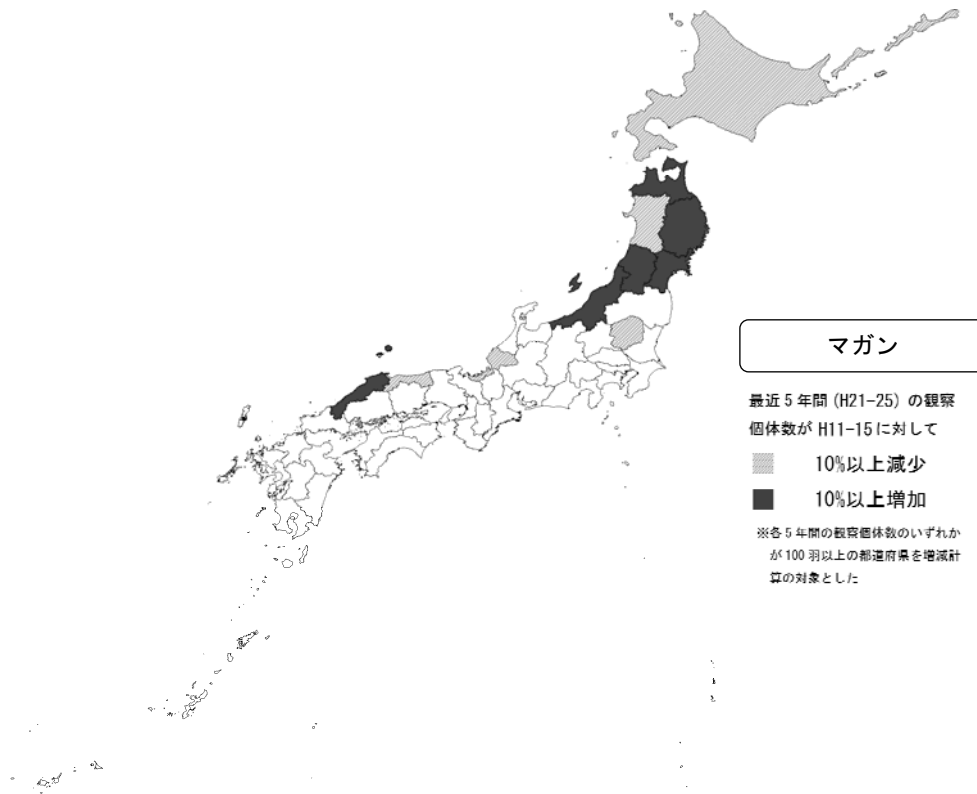 マガン
最近5年間(H21-25)の観察
個体数がH11-15に対して
10%以上減少
10%以上増加
※各5年間の観察個体数のいずれか
が100羽以上の都道府県を増減計
算の対象とした